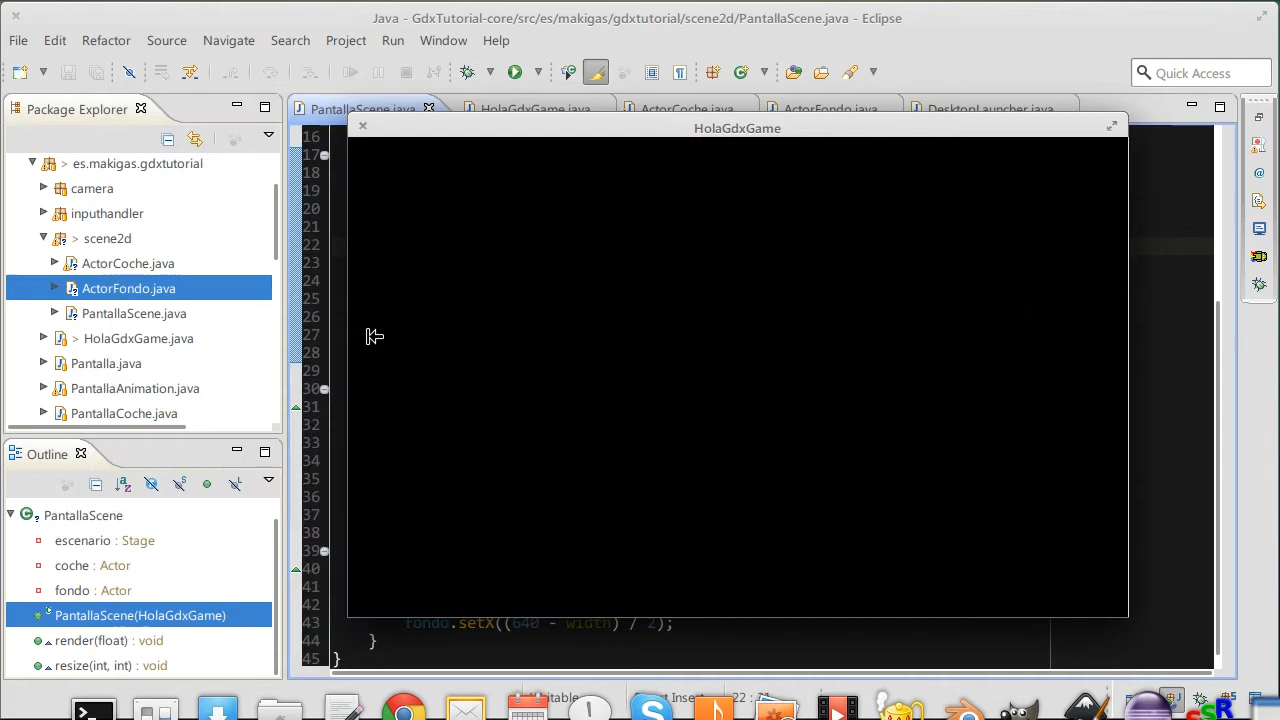 Java - GdxTutorial-core/src/es/makigas/gdxtutorial/scene2d/PantallaScene.java - Eclipse
File Edit Refactor Source Navigate Search Project Run Window Help
Quick Access
Package Explorer
PantallaScene.java
HolaGdxGame.java
ActorCoche.java
ActorFondo.java
DesktopLauncher.java
HolaGdxGame
> es.makigas.gdxtutorial
camera
inputhandler
> scene2d
ActorCoche.java
ActorFondo.java
PantallaScene.java
> HolaGdxGame.java
Pantalla.java
PantallaAnimation.java
PantallaCoche.java
Outline
PantallaScene
escenario : Stage
coche : Actor
fondo : Actor
PantallaScene(HolaGdxGame)
render(float) : void
resize(int, int) : void
16
17
18
19
20
21
22
23
24
25
26
27
28
29
30
31
32
33
34
35
36
37
38
39
40
41
42
43 fondo.setX((640 - width) / 2);
44 }
45 }